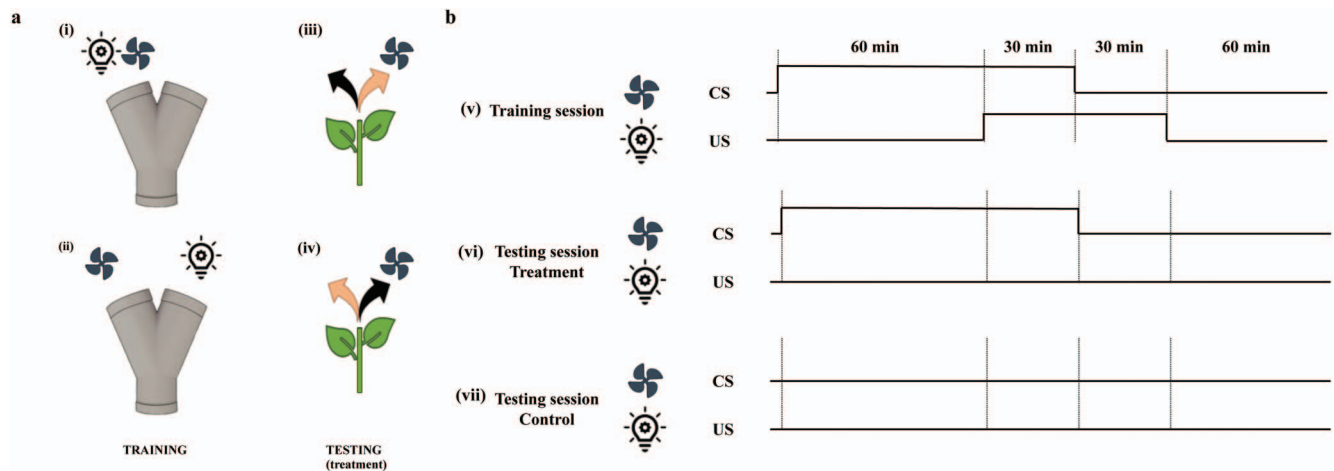 a
(i)
(iii)
(ii)
(iv)
TRAINING
TESTING
(treatment)
b
60 min
30 min
30 min
60 min
(v) Training session
CS
US
(vi) Testing session
Treatment
CS
US
(vii) Testing session
Control
CS
US